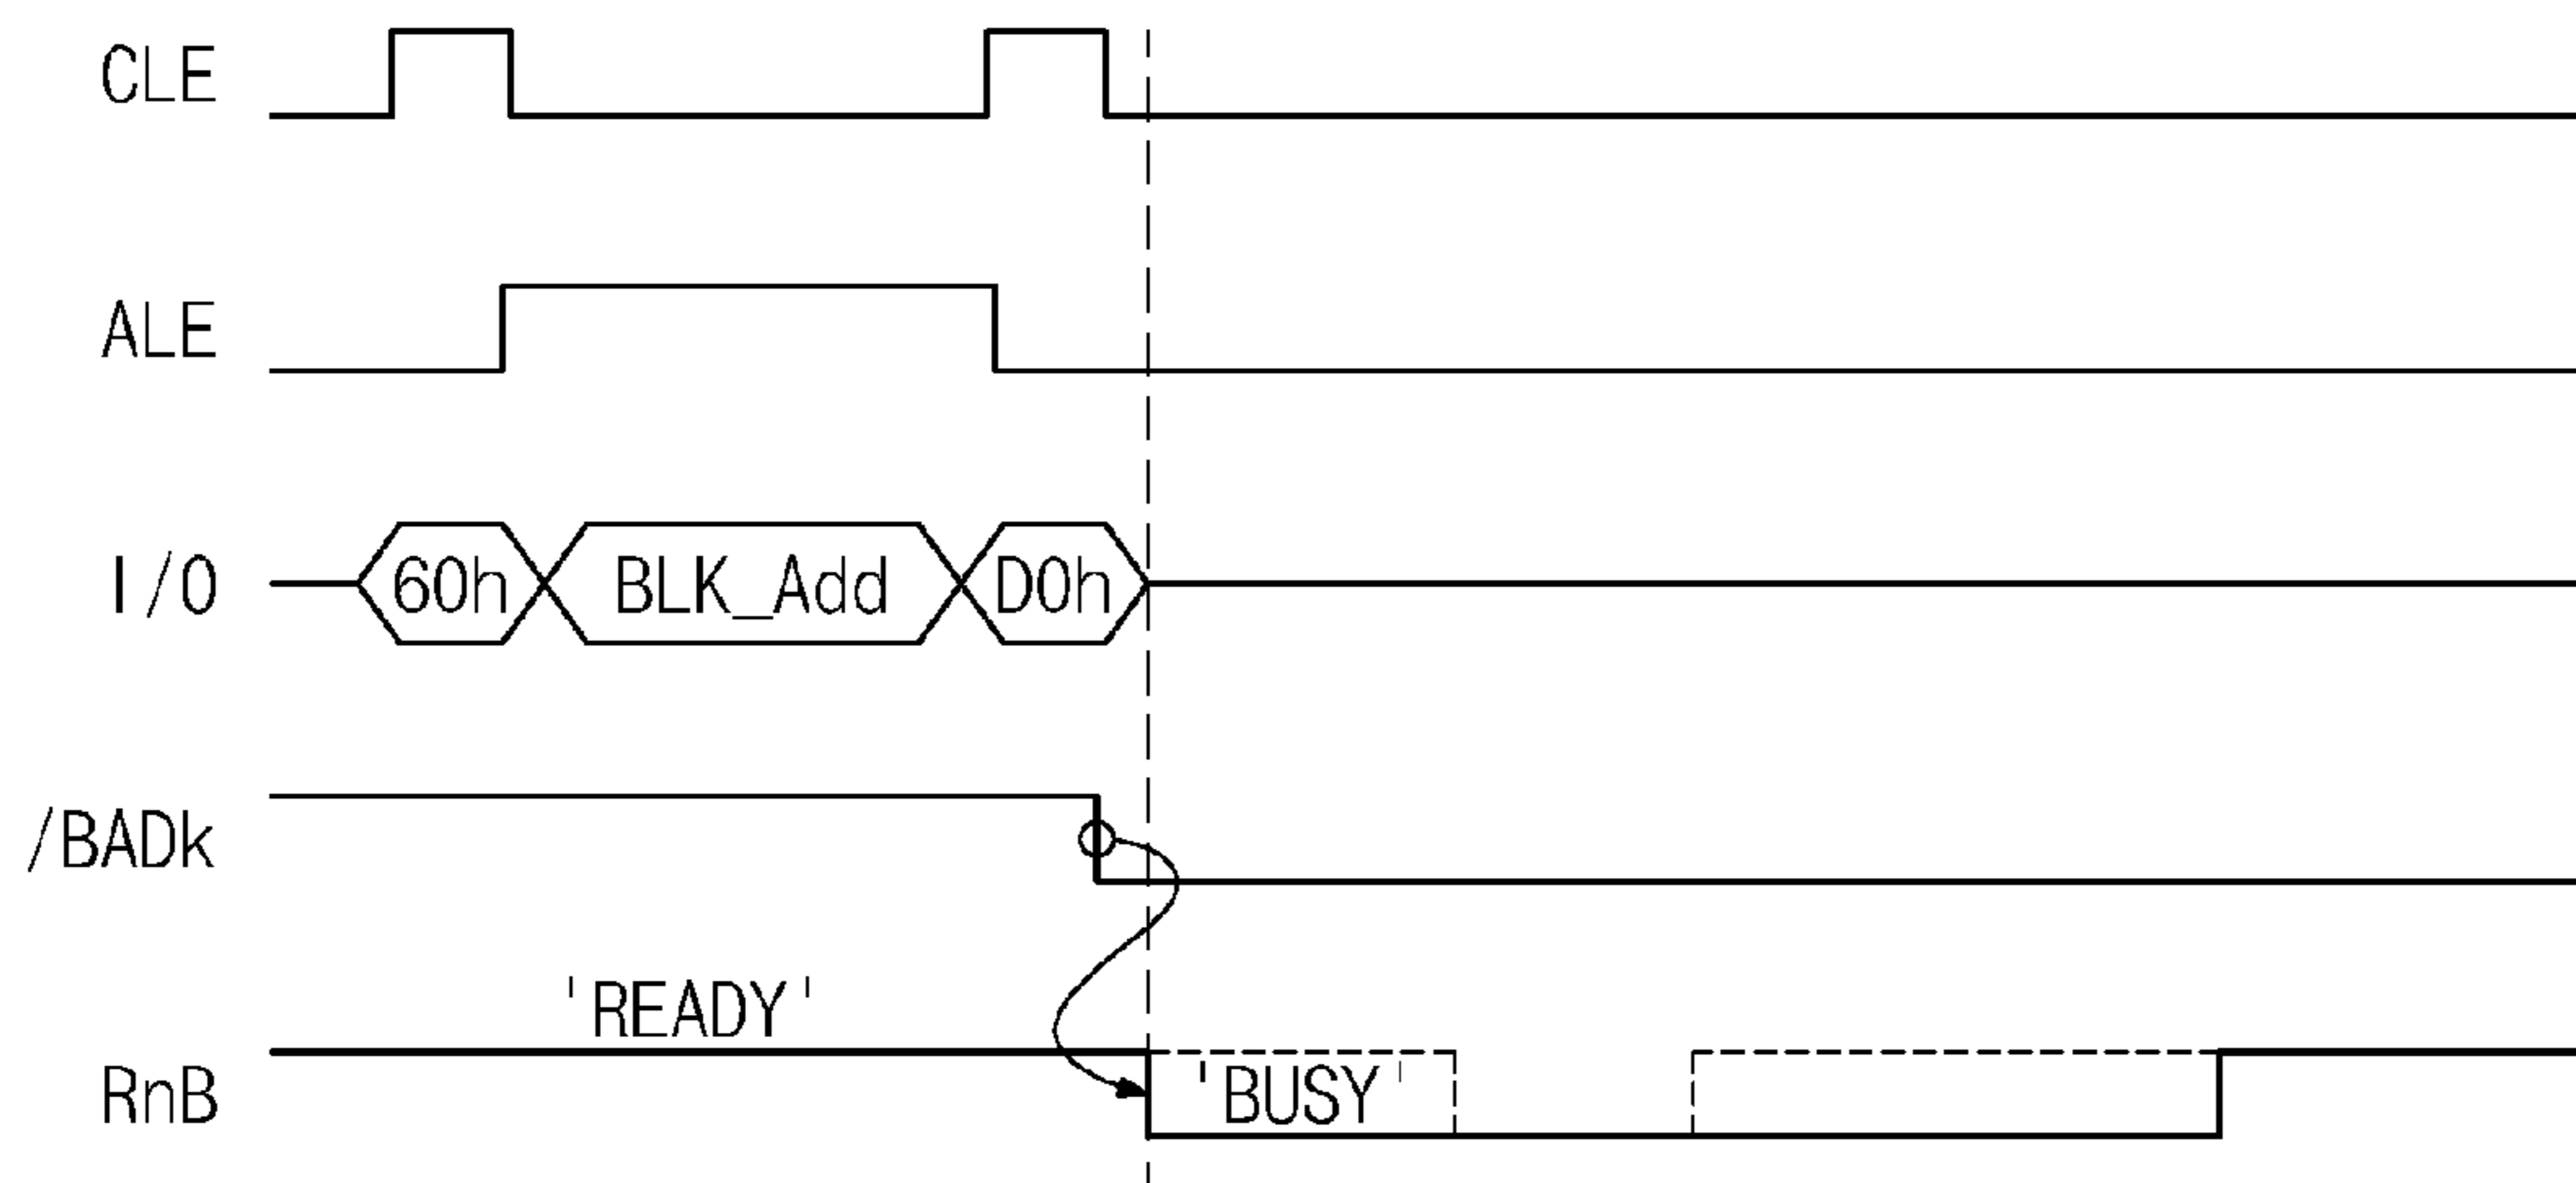 CLE
ALE
I/O 60h BLK_Add D0h
/BADk
'READY'
RnB 'BUSY'